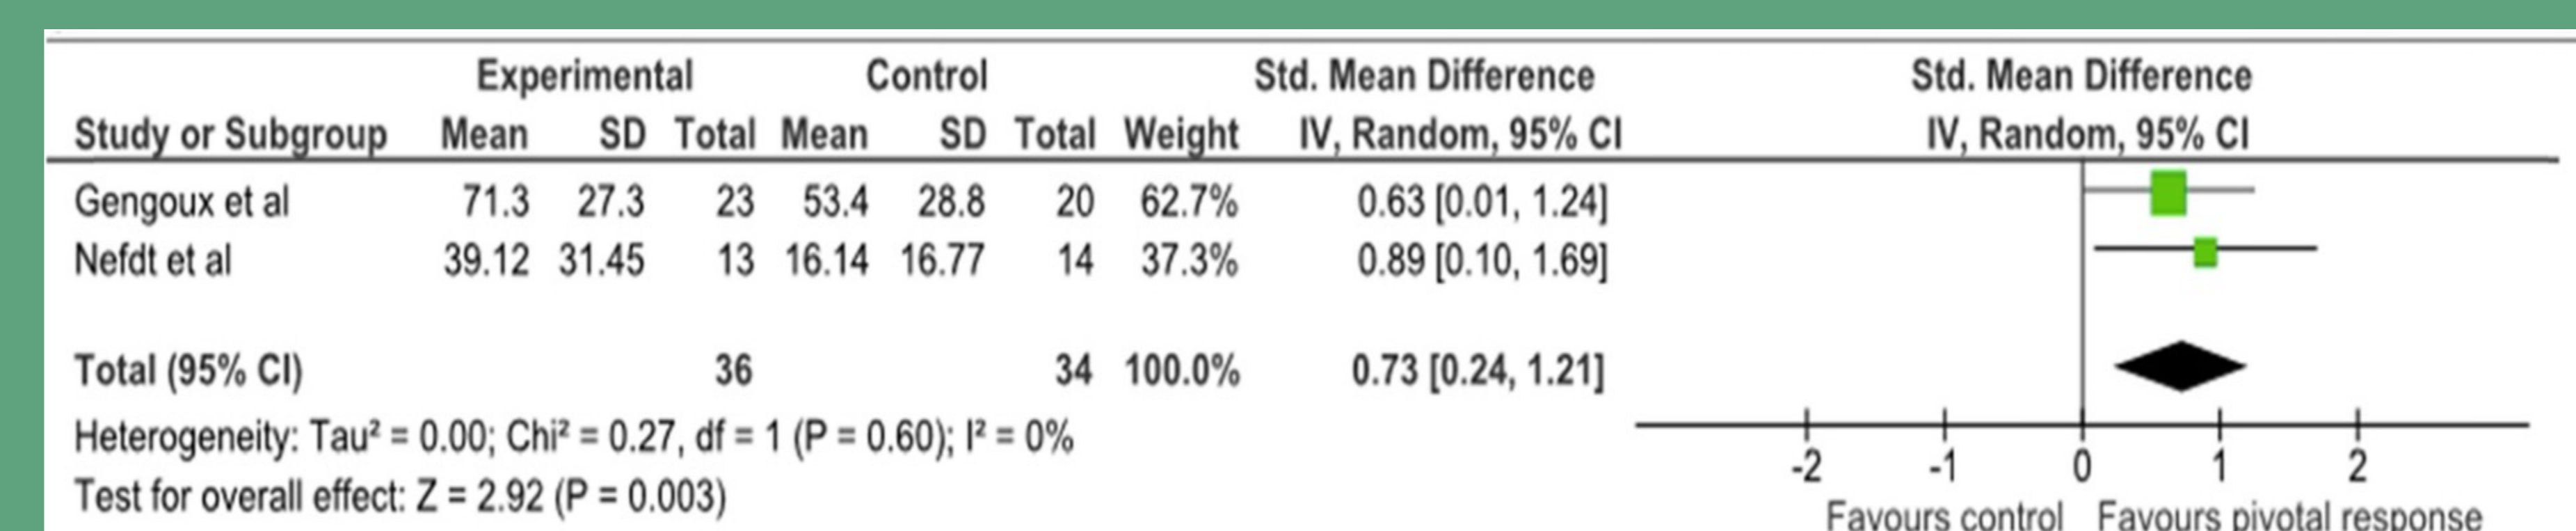 Experimental Control Std. Mean Difference Std. Mean Difference
Study or Subgroup Mean SD Total Mean SD Total Weight IV, Random, 95% CI IV, Random, 95% CI
Gengoux et al 71.3 27.3 23 53.4 28.8 20 62.7% 0.63 [0.01, 1.24]
Nefdt et al 39.12 31.45 13 16.14 16.77 14 37.3% 0.89 [0.10, 1.69]
Total (95% CI) 36 34 100.0% 0.73 [0.24, 1.21]
Heterogeneity: Tau² = 0.00; Chi² = 0.27, df = 1 (P = 0.60); I² = 0%
Test for overall effect: Z = 2.92 (P = 0.003)
-2 -1 0 1 2
Favours control Favours pivotal response